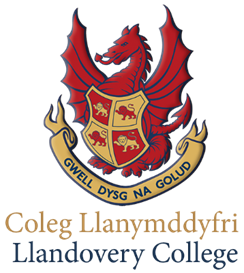 GWELL DYSG NA GOLUD
Coleg Llanymddyfri
Llandovery College